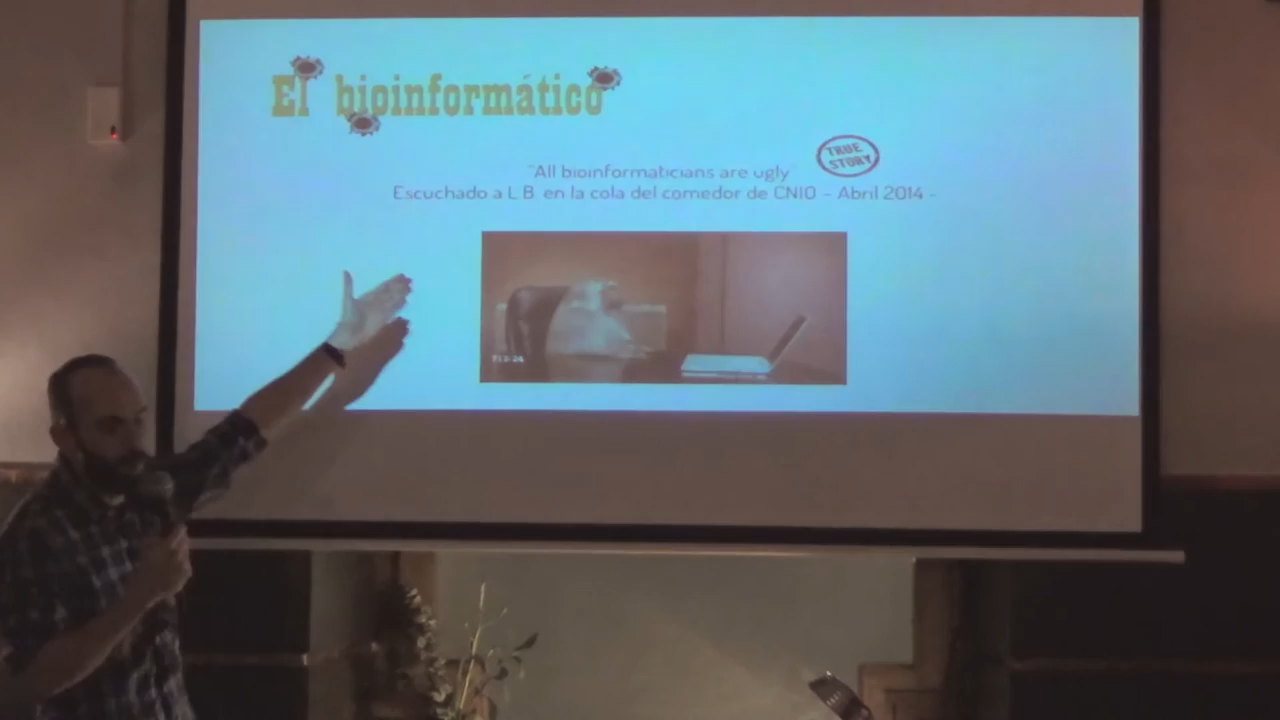 El bioinformático
TRUE
STORY
"All bioinformaticians are ugly"
Escuchado a L.B. en la cola del comedor de CNIO - Abril 2014 -